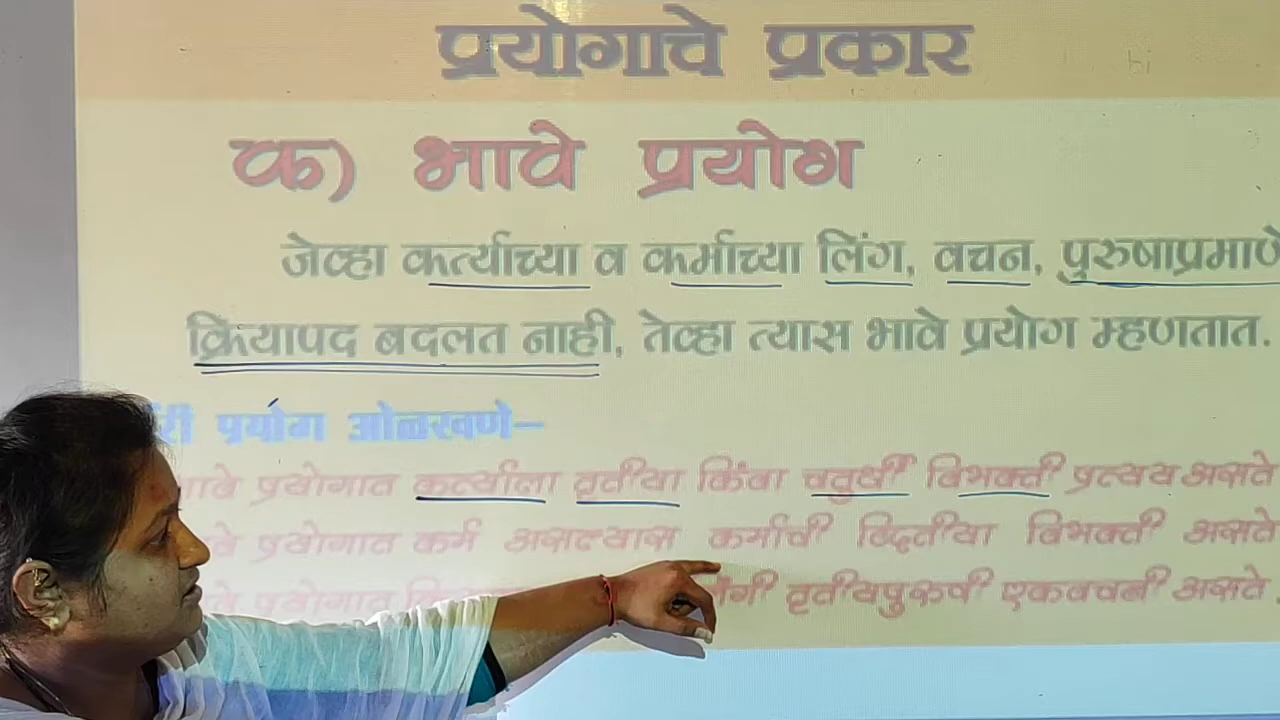 प्रयोगाचे प्रकार
क) भावे प्रयोग
जेव्हा कर्त्याच्या व कर्माच्या लिंग, वचन, पुरुषाप्रमाणे
क्रियापद बदलत नाही, तेव्हा त्यास भावे प्रयोग म्हणतात.
प्रयोग ओळखणे–
प्रयोगात कर्त्याला तृतीया किंवा चतुर्थी विभक्ती प्रत्यय असते
प्रयोगात कर्म असल्यास कर्माची द्वितीया विभक्ती असते
प्रयोगात तृतीयपुरुषी एकवचनी असते.